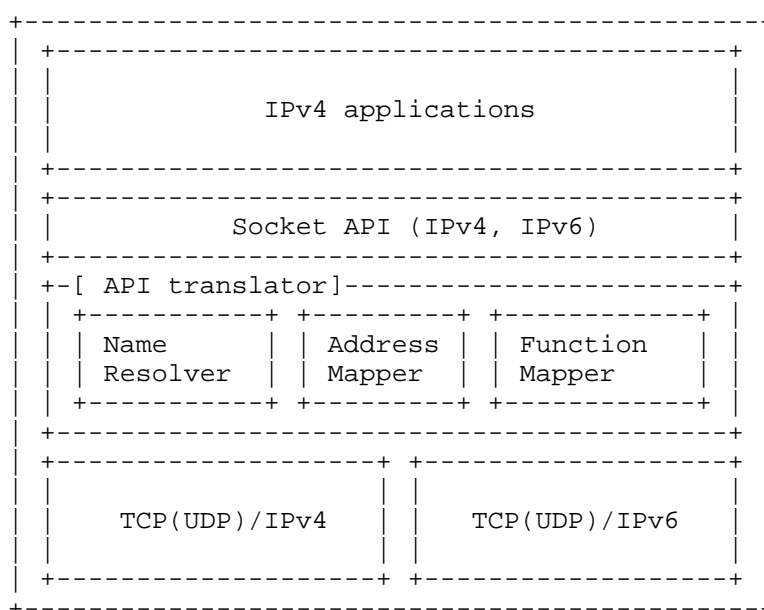 IPv4 applications
Socket API (IPv4, IPv6)
[ API translator]
Name Address Function
Resolver Mapper Mapper
TCP(UDP)/IPv4 TCP(UDP)/IPv6